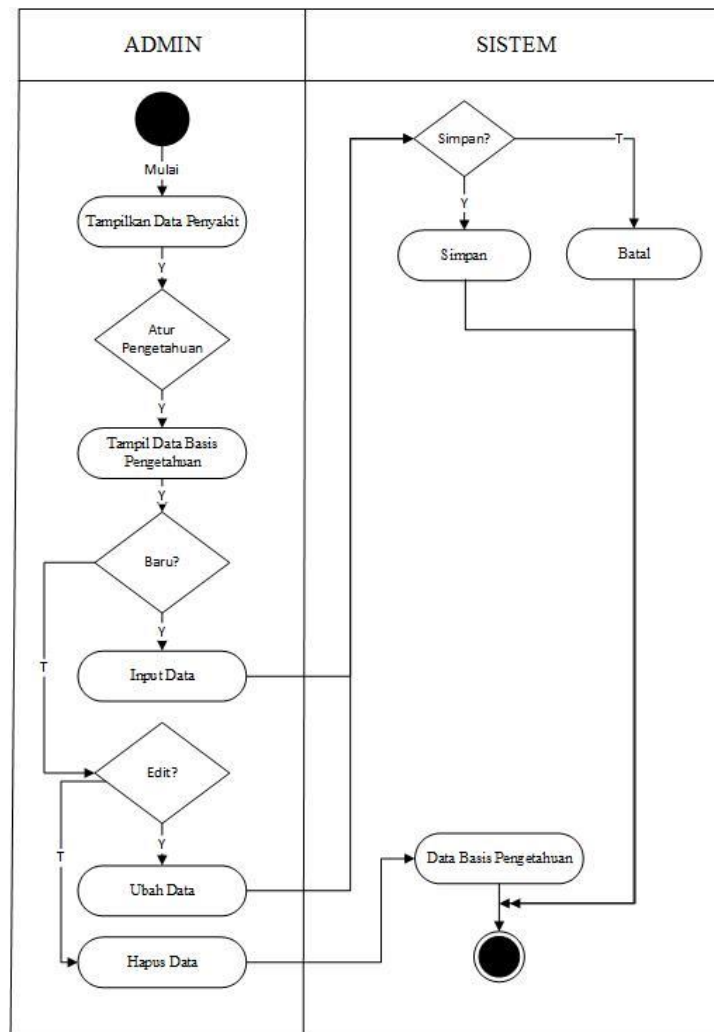 ADMIN
SISTEM
Mulai
Tampilkan Data Penyakit
Y
Atur
Pengetahuan
Y
Tampil Data Basis
Pengetahuan
Y
Baru?
T
Y
Input Data
Edit?
T
Y
Ubah Data
Hapus Data
Simpan?
T
Y
Simpan
Batal
Data Basis Pengetahuan